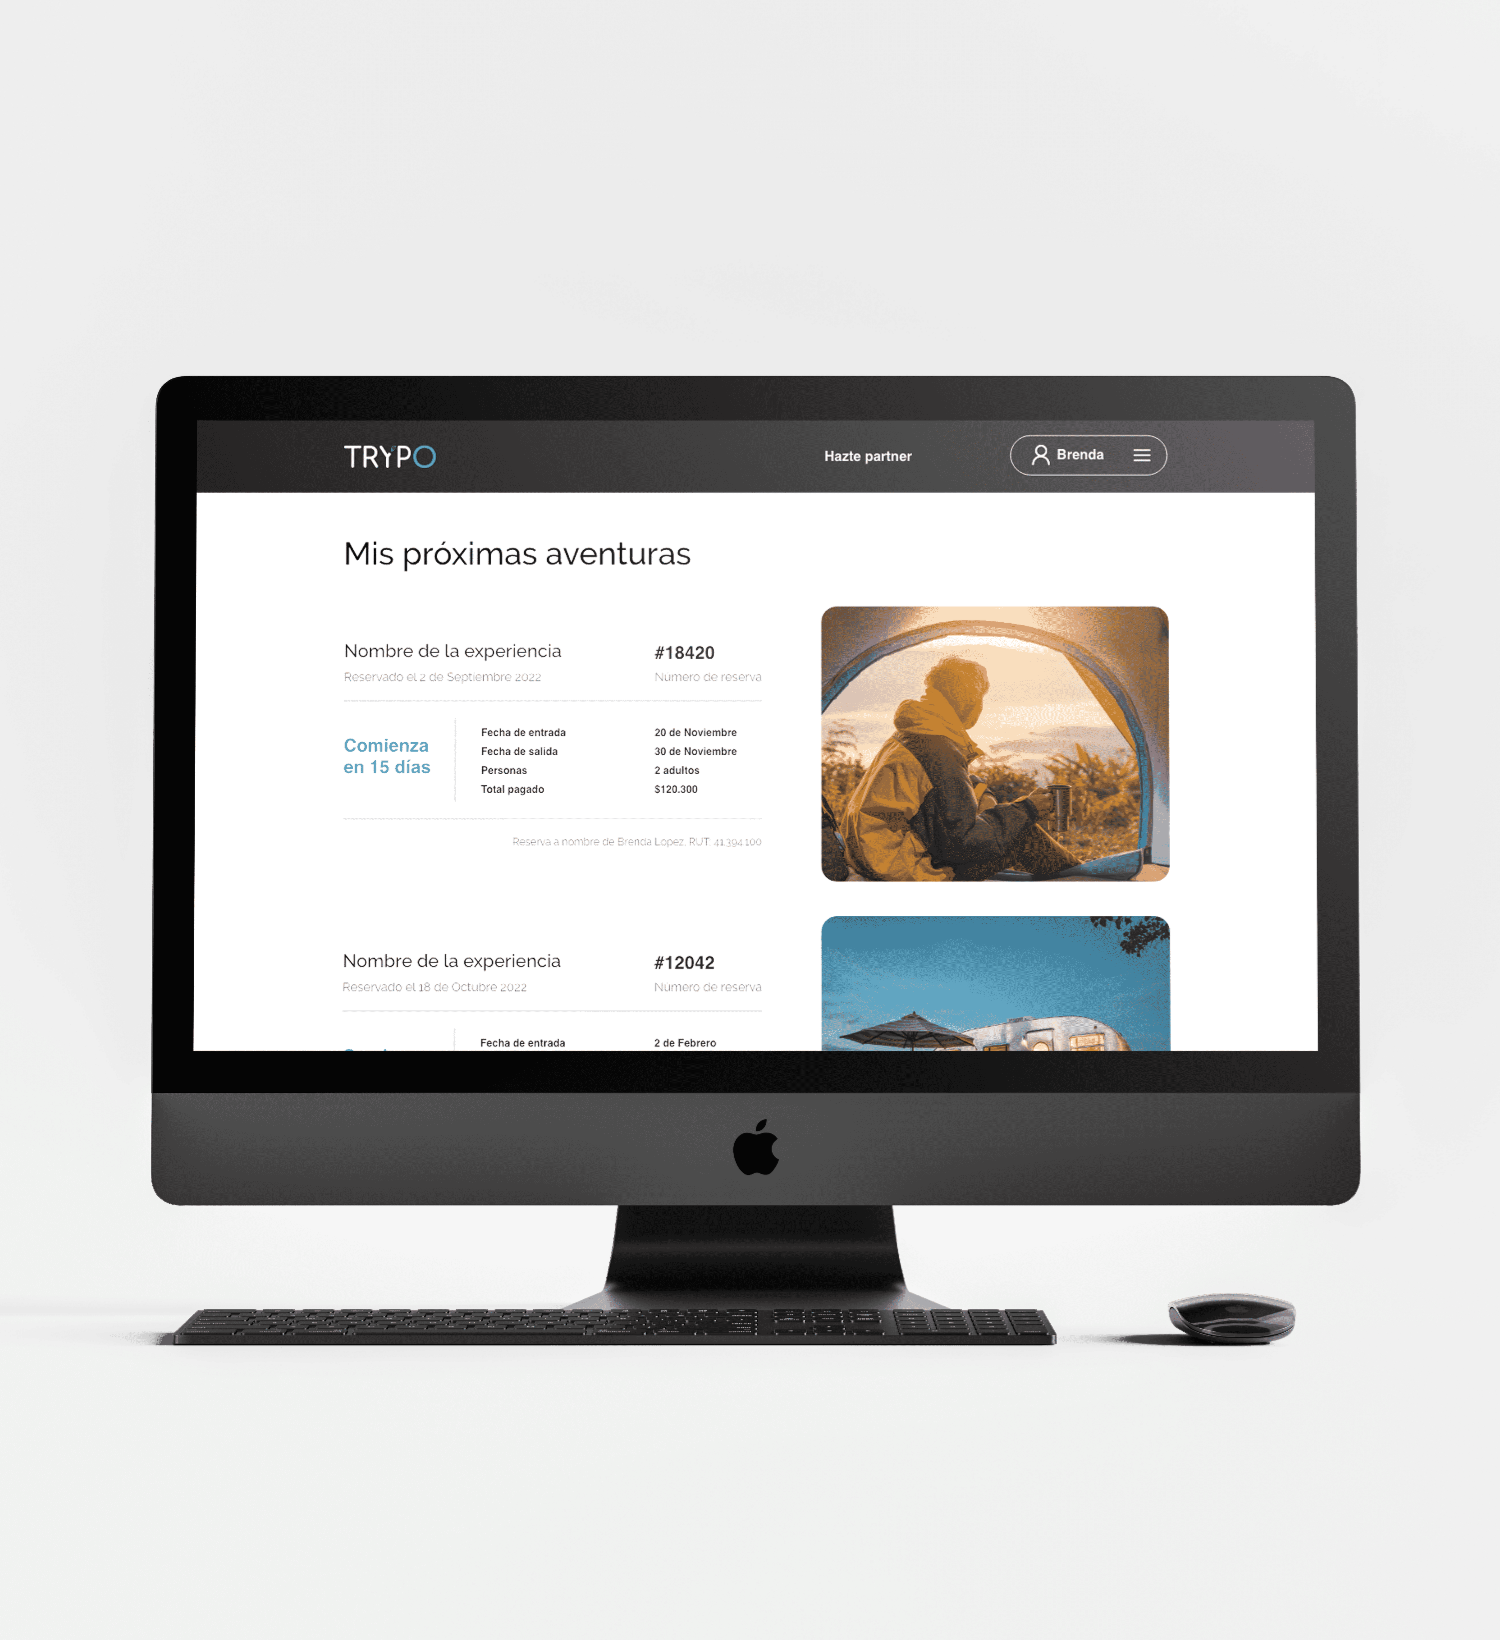 TRYPO
Hazte partner
Brenda
Mis próximas aventuras
Nombre de la experiencia
#18420
Reservado el 2 de Septiembre 2022
Número de reserva
Comienza
en 15 días
Fecha de entrada
20 de Noviembre
Fecha de salida
30 de Noviembre
Personas
2 adultos
Total pagado
$120.300
Reserva a nombre de Brenda Lopez, RUT: 41.394.100
Nombre de la experiencia
#12042
Reservado el 18 de Octubre 2022
Número de reserva
Fecha de entrada
2 de Febrero